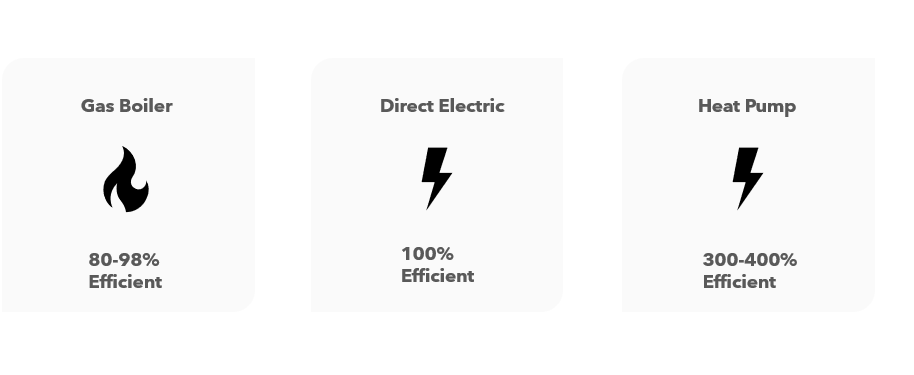 Gas Boiler
80-98%
Efficient
Direct Electric
100%
Efficient
Heat Pump
300-400%
Efficient